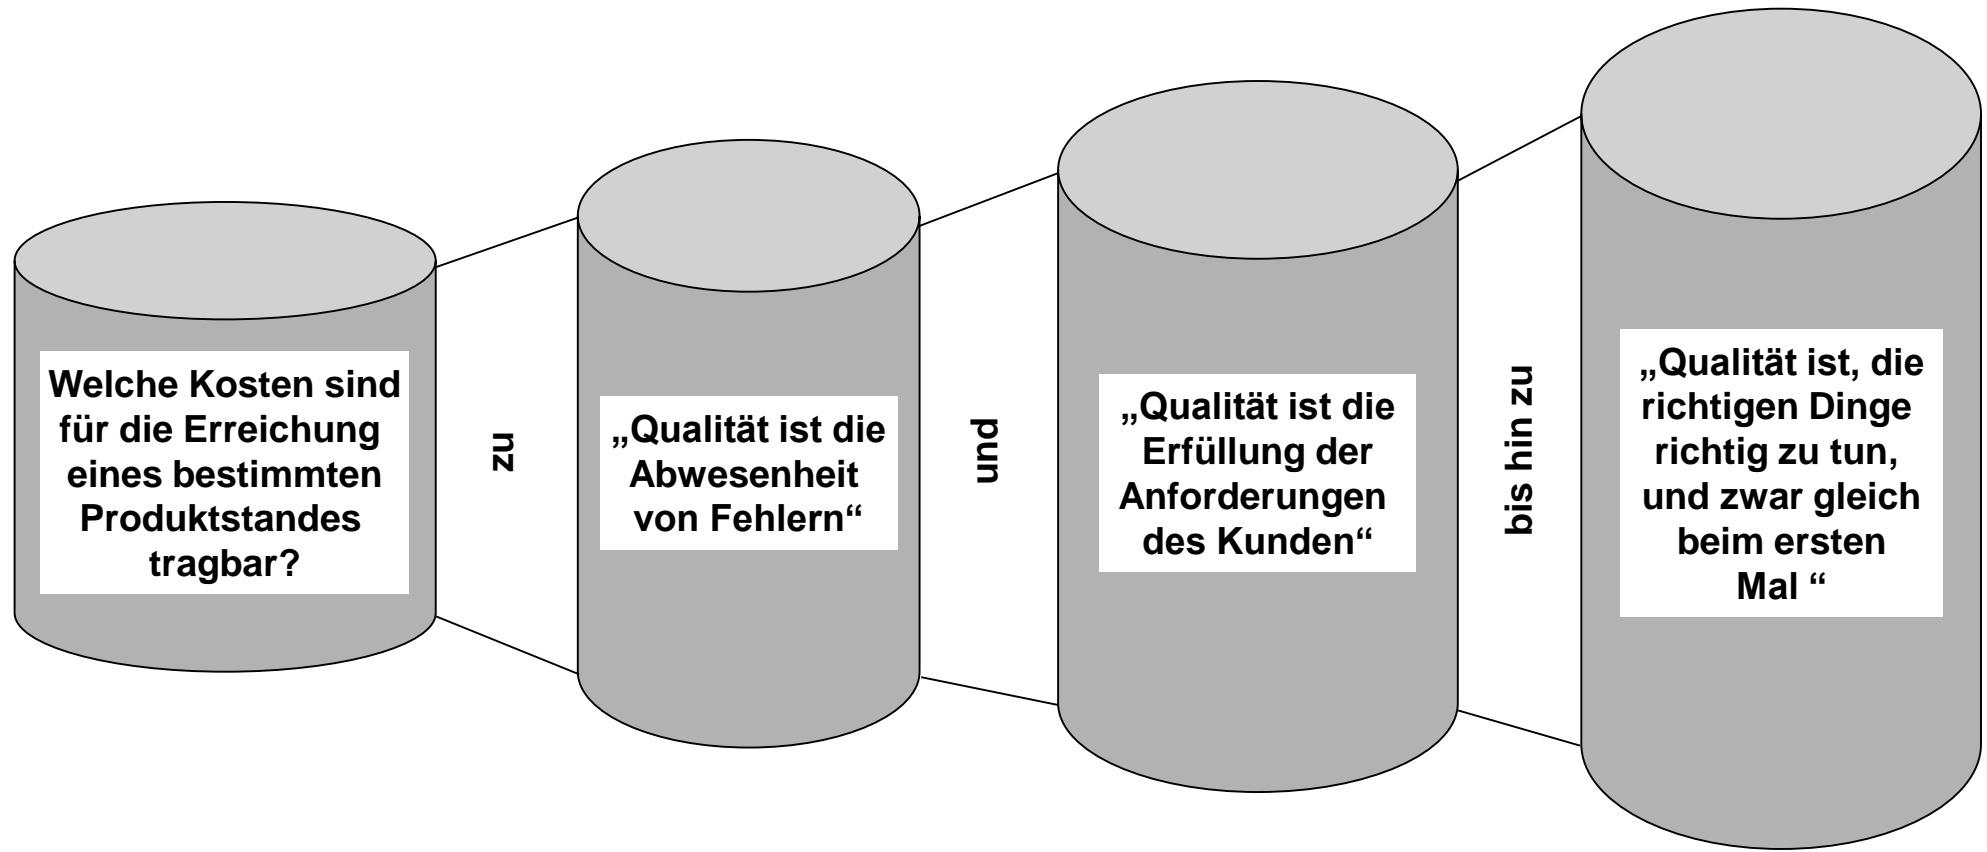 Welche Kosten sind
für die Erreichung
eines bestimmten
Produktstandes
tragbar?
zu
„Qualität ist die
Abwesenheit
von Fehlern“
und
„Qualität ist die
Erfüllung der
Anforderungen
des Kunden“
bis hin zu
„Qualität ist, die
richtigen Dinge
richtig zu tun,
und zwar gleich
beim ersten
Mal “